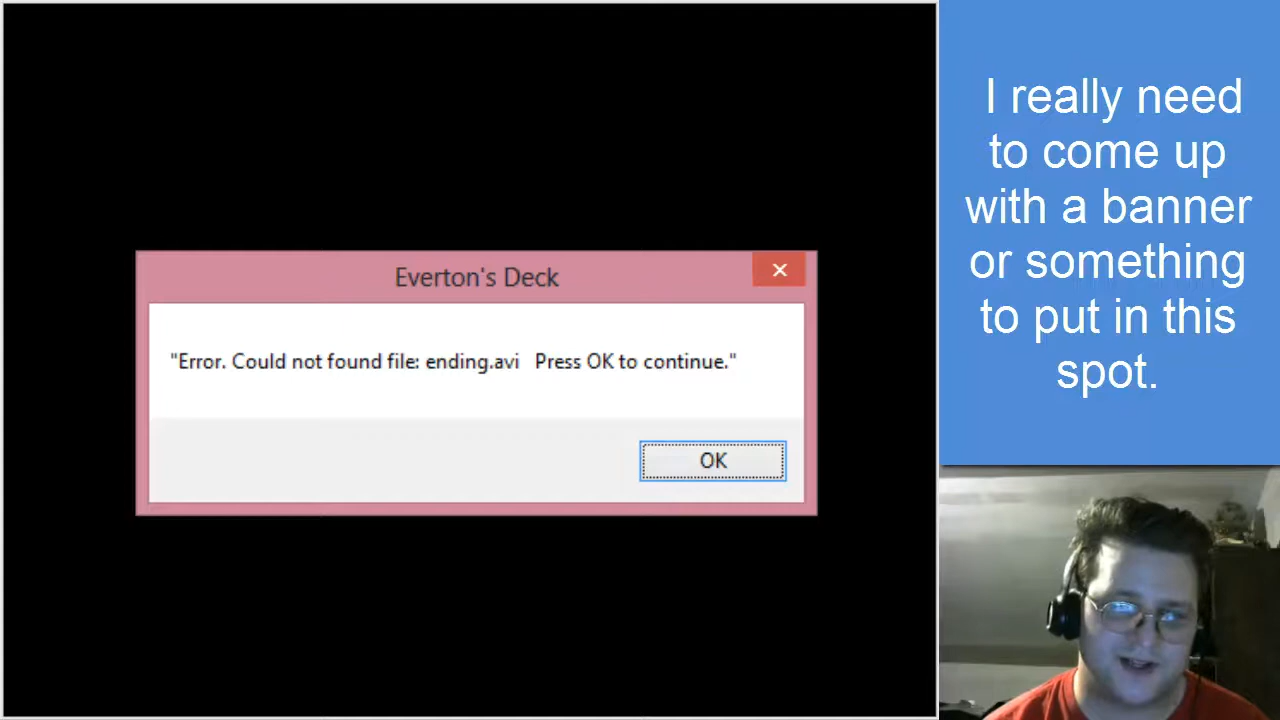 Everton's Deck
"Error. Could not found file: ending.avi   Press OK to continue."
OK
I really need
to come up
with a banner
or something
to put in this
spot.